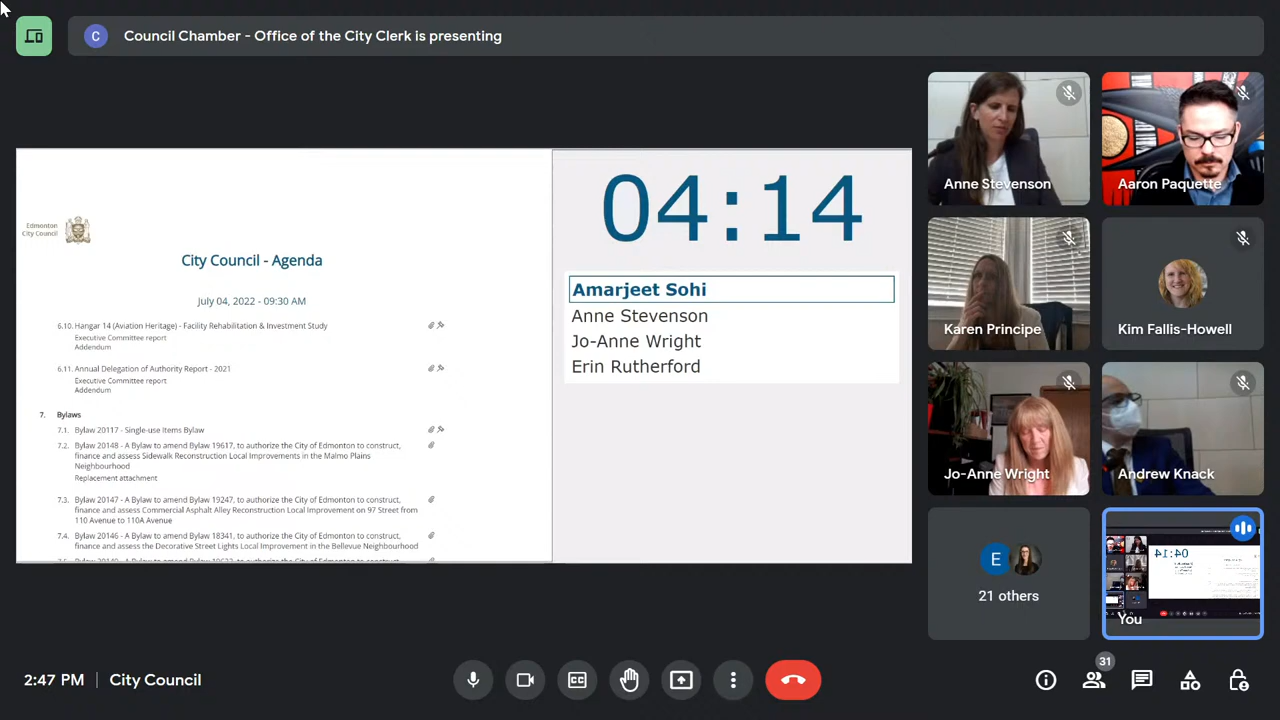 C
Council Chamber - Office of the City Clerk is presenting
Edmonton
City Council
City Council - Agenda
July 04, 2022 - 09:30 AM
6.10. Hangar 14 (Aviation Heritage) - Facility Rehabilitation & Investment Study
Executive Committee report
Addendum
6.11. Annual Delegation of Authority Report - 2021
Executive Committee report
Addendum
7. Bylaws
7.1. Bylaw 20117 - Single-use Items Bylaw
7.2. Bylaw 20148 - A Bylaw to amend Bylaw 19617, to authorize the City of Edmonton to construct,
finance and assess Sidewalk Reconstruction Local Improvements in the Malmo Plains
Neighbourhood
Replacement attachment
7.3. Bylaw 20147 - A Bylaw to amend Bylaw 19247, to authorize the City of Edmonton to construct,
finance and assess Commercial Asphalt Alley Reconstruction Local Improvement on 97 Street from
110 Avenue to 110A Avenue
7.4. Bylaw 20146 - A Bylaw to amend Bylaw 18341, to authorize the City of Edmonton to construct,
finance and assess the Decorative Street Lights Local Improvement in the Bellevue Neighbourhood
04:14
Amarjeet Sohi
Anne Stevenson
Jo-Anne Wright
Erin Rutherford
Anne Stevenson
Aaron Paquette
Karen Principe
Kim Fallis-Howell
Jo-Anne Wright
Andrew Knack
E
21 others
04:14
You
2:47 PM | City Council
CC
31